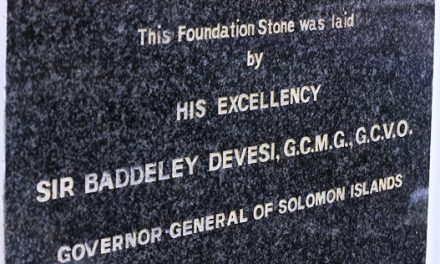 This Foundation Stone was laid
by
HIS EXCELLENCY
SIR BADDELEY DEVESI, G.C.M.G., G.C.V.O.
GOVERNOR-GENERAL OF SOLOMON ISLANDS